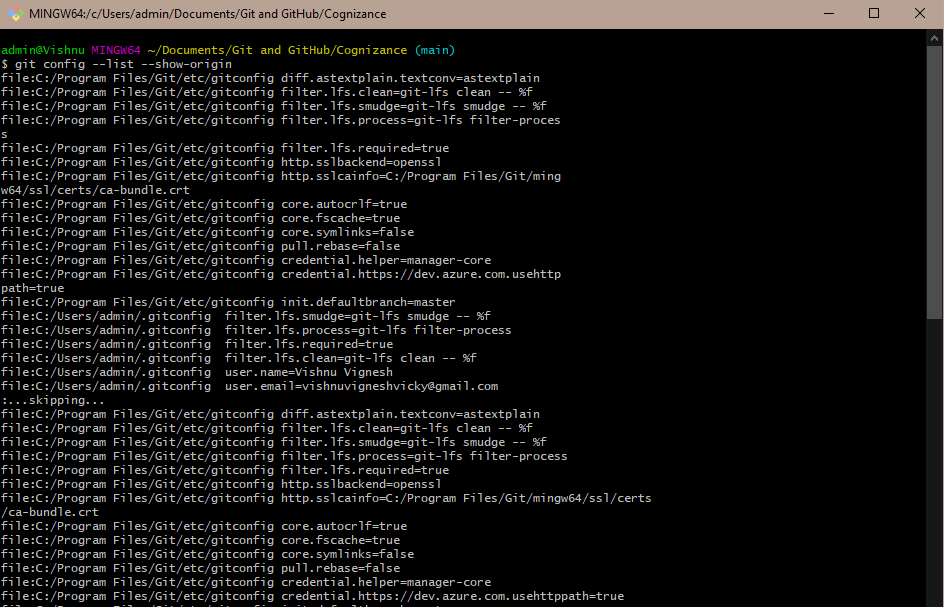 MINGW64:/c/Users/admin/Documents/Git and GitHub/Cognizance
admin@Vishnu MINGW64 ~/Documents/Git and GitHub/Cognizance (main)
$ git config --list --show-origin
file:C:/Program Files/Git/etc/gitconfig diff.astextplain.textconv=astextplain
file:C:/Program Files/Git/etc/gitconfig filter.lfs.clean=git-lfs clean -- %f
file:C:/Program Files/Git/etc/gitconfig filter.lfs.smudge=git-lfs smudge -- %f
file:C:/Program Files/Git/etc/gitconfig filter.lfs.process=git-lfs filter-proces
s
file:C:/Program Files/Git/etc/gitconfig filter.lfs.required=true
file:C:/Program Files/Git/etc/gitconfig http.sslbackend=openssl
file:C:/Program Files/Git/etc/gitconfig http.sslcainfo=C:/Program Files/Git/ming
w64/ssl/certs/ca-bundle.crt
file:C:/Program Files/Git/etc/gitconfig core.autocrlf=true
file:C:/Program Files/Git/etc/gitconfig core.fscache=true
file:C:/Program Files/Git/etc/gitconfig core.symlinks=false
file:C:/Program Files/Git/etc/gitconfig pull.rebase=false
file:C:/Program Files/Git/etc/gitconfig credential.helper=manager-core
file:C:/Program Files/Git/etc/gitconfig credential.https://dev.azure.com.usehttp
path=true
file:C:/Program Files/Git/etc/gitconfig init.defaultbranch=master
file:C:/Users/admin/.gitconfig  filter.lfs.smudge=git-lfs smudge -- %f
file:C:/Users/admin/.gitconfig  filter.lfs.process=git-lfs filter-process
file:C:/Users/admin/.gitconfig  filter.lfs.required=true
file:C:/Users/admin/.gitconfig  filter.lfs.clean=git-lfs clean -- %f
file:C:/Users/admin/.gitconfig  user.name=Vishnu Vignesh
file:C:/Users/admin/.gitconfig  user.email=vishnuvigneshvicky@gmail.com
:...skipping...
file:C:/Program Files/Git/etc/gitconfig diff.astextplain.textconv=astextplain
file:C:/Program Files/Git/etc/gitconfig filter.lfs.clean=git-lfs clean -- %f
file:C:/Program Files/Git/etc/gitconfig filter.lfs.smudge=git-lfs smudge -- %f
file:C:/Program Files/Git/etc/gitconfig filter.lfs.process=git-lfs filter-process
file:C:/Program Files/Git/etc/gitconfig filter.lfs.required=true
file:C:/Program Files/Git/etc/gitconfig http.sslbackend=openssl
file:C:/Program Files/Git/etc/gitconfig http.sslcainfo=C:/Program Files/Git/mingw64/ssl/certs
/ca-bundle.crt
file:C:/Program Files/Git/etc/gitconfig core.autocrlf=true
file:C:/Program Files/Git/etc/gitconfig core.fscache=true
file:C:/Program Files/Git/etc/gitconfig core.symlinks=false
file:C:/Program Files/Git/etc/gitconfig pull.rebase=false
file:C:/Program Files/Git/etc/gitconfig credential.helper=manager-core
file:C:/Program Files/Git/etc/gitconfig credential.https://dev.azure.com.usehttppath=true